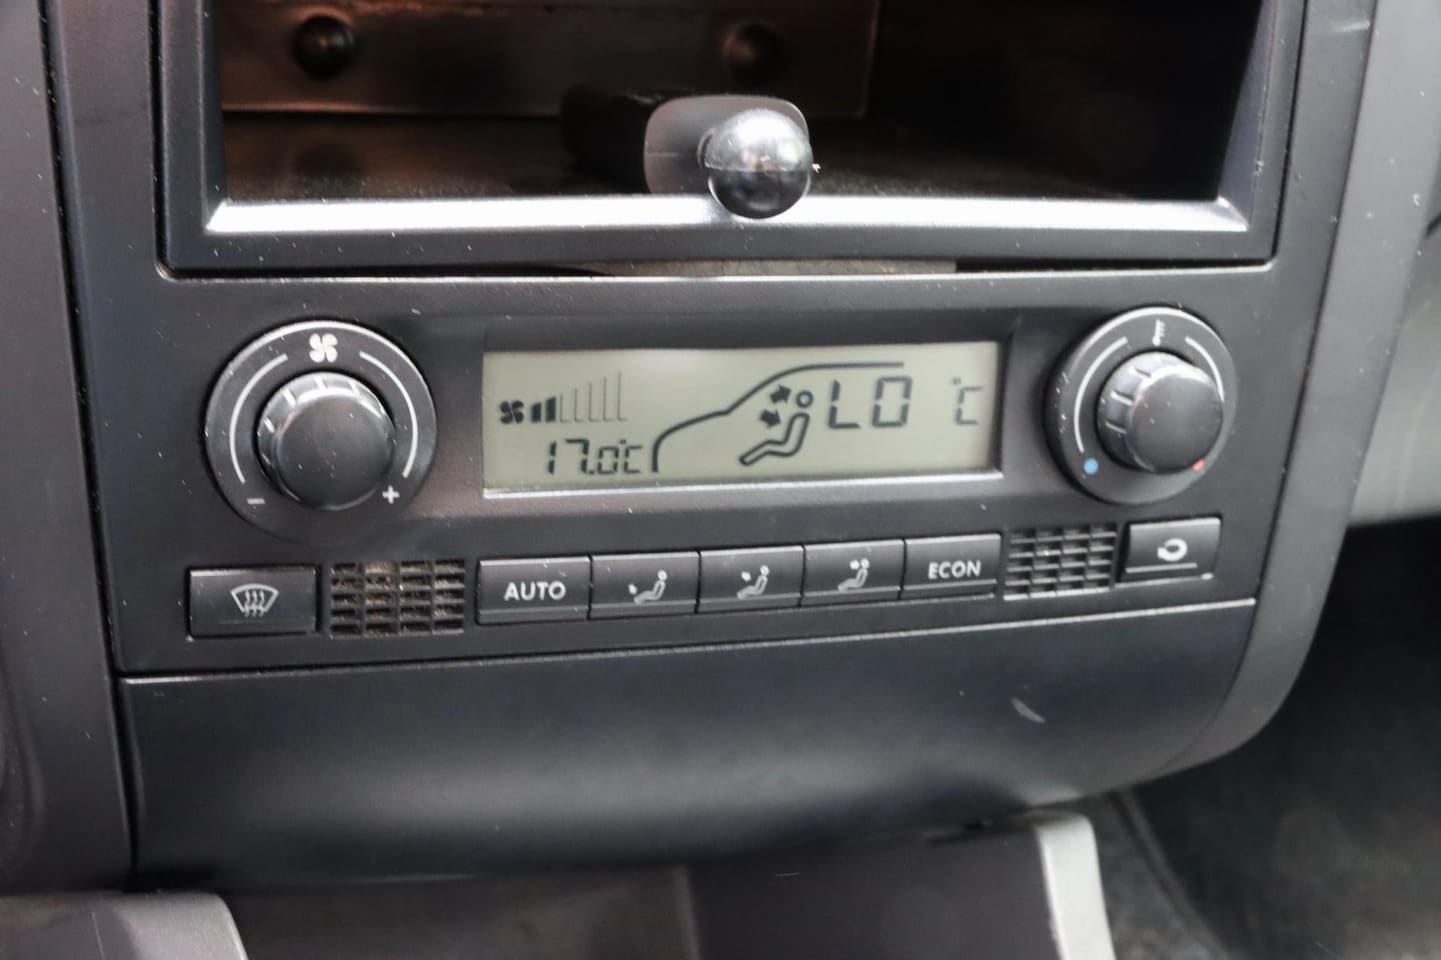 LO °C
17.0°C
- +
AUTO
ECON